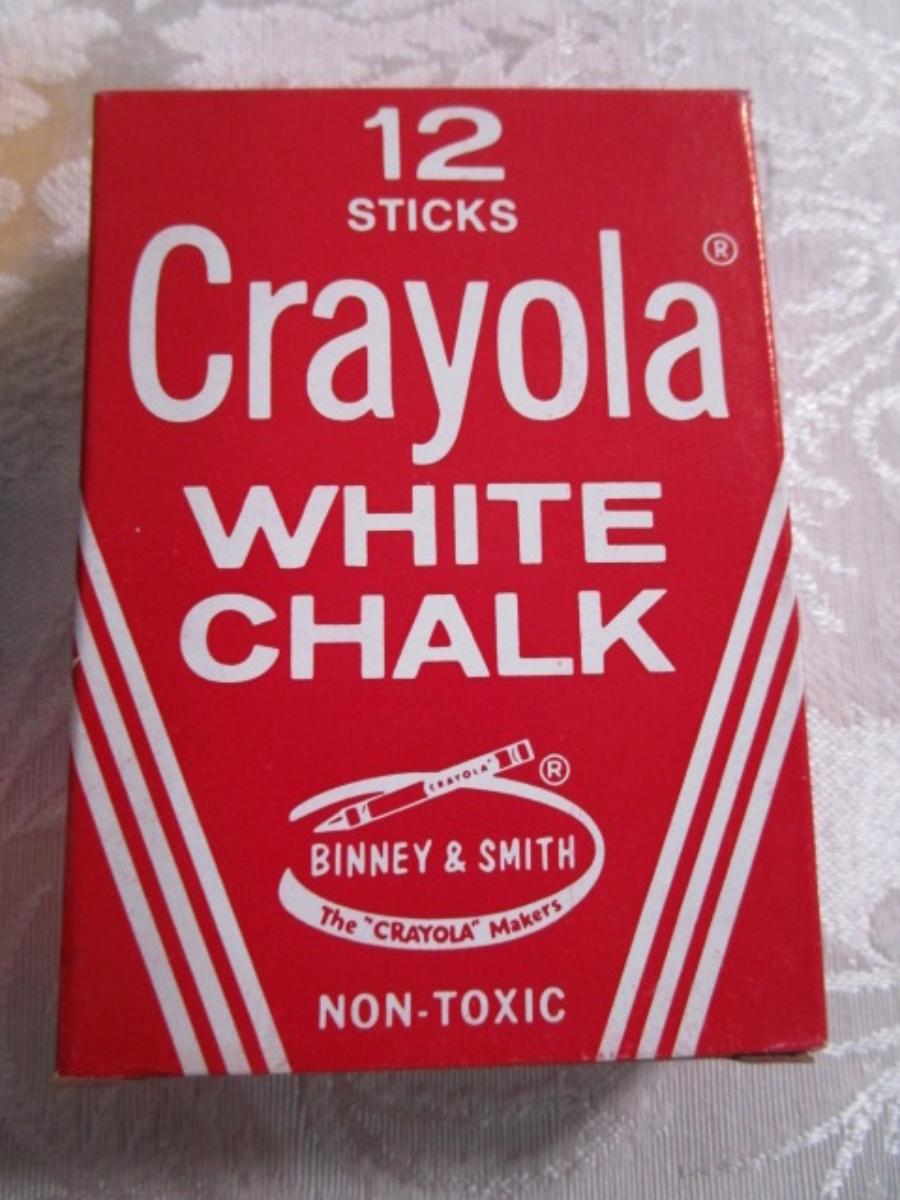 12
STICKS
Crayola®
WHITE
CHALK
CRAYOLA
®
BINNEY & SMITH
The "CRAYOLA" Makers
NON-TOXIC